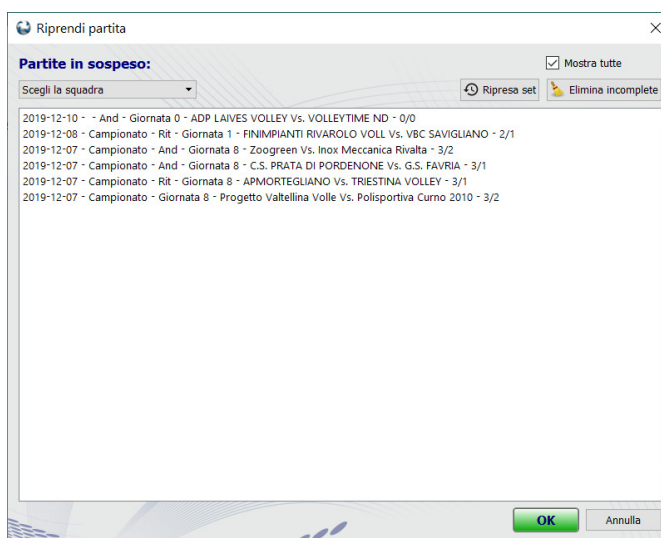 Riprendi partita
Partite in sospeso:
Mostra tutte
Scegli la squadra
Ripresa set
Elimina incomplete
2019-12-10 - - And - Giornata 0 - ADP LAIVES VOLLEY Vs. VOLLEYTIME ND - 0/0
2019-12-08 - Campionato - Rit - Giornata 1 - FINIMPIANTI RIVAROLO VOLL Vs. VBC SAVIGLIANO - 2/1
2019-12-07 - Campionato - And - Giornata 8 - Zoogreen Vs. Inox Meccanica Rivalta - 3/2
2019-12-07 - Campionato - And - Giornata 8 - C.S. PRATA DI PORDENONE Vs. G.S. FAVRIA - 3/1
2019-12-07 - Campionato - Rit - Giornata 8 - APMORTEGLIANO Vs. TRIESTINA VOLLEY - 3/1
2019-12-07 - Campionato - Giornata 8 - Progetto Valtellina Volle Vs. Polisportiva Curno 2010 - 3/2
OK
Annulla